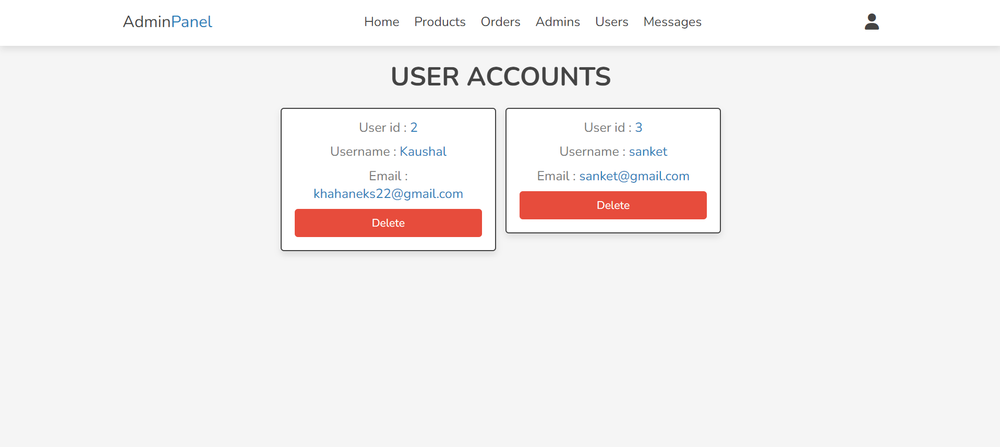 AdminPanel
Home Products Orders Admins Users Messages
USER ACCOUNTS
User id : 2
Username : Kaushal
Email :
khahaneks22@gmail.com
Delete
User id : 3
Username : sanket
Email : sanket@gmail.com
Delete